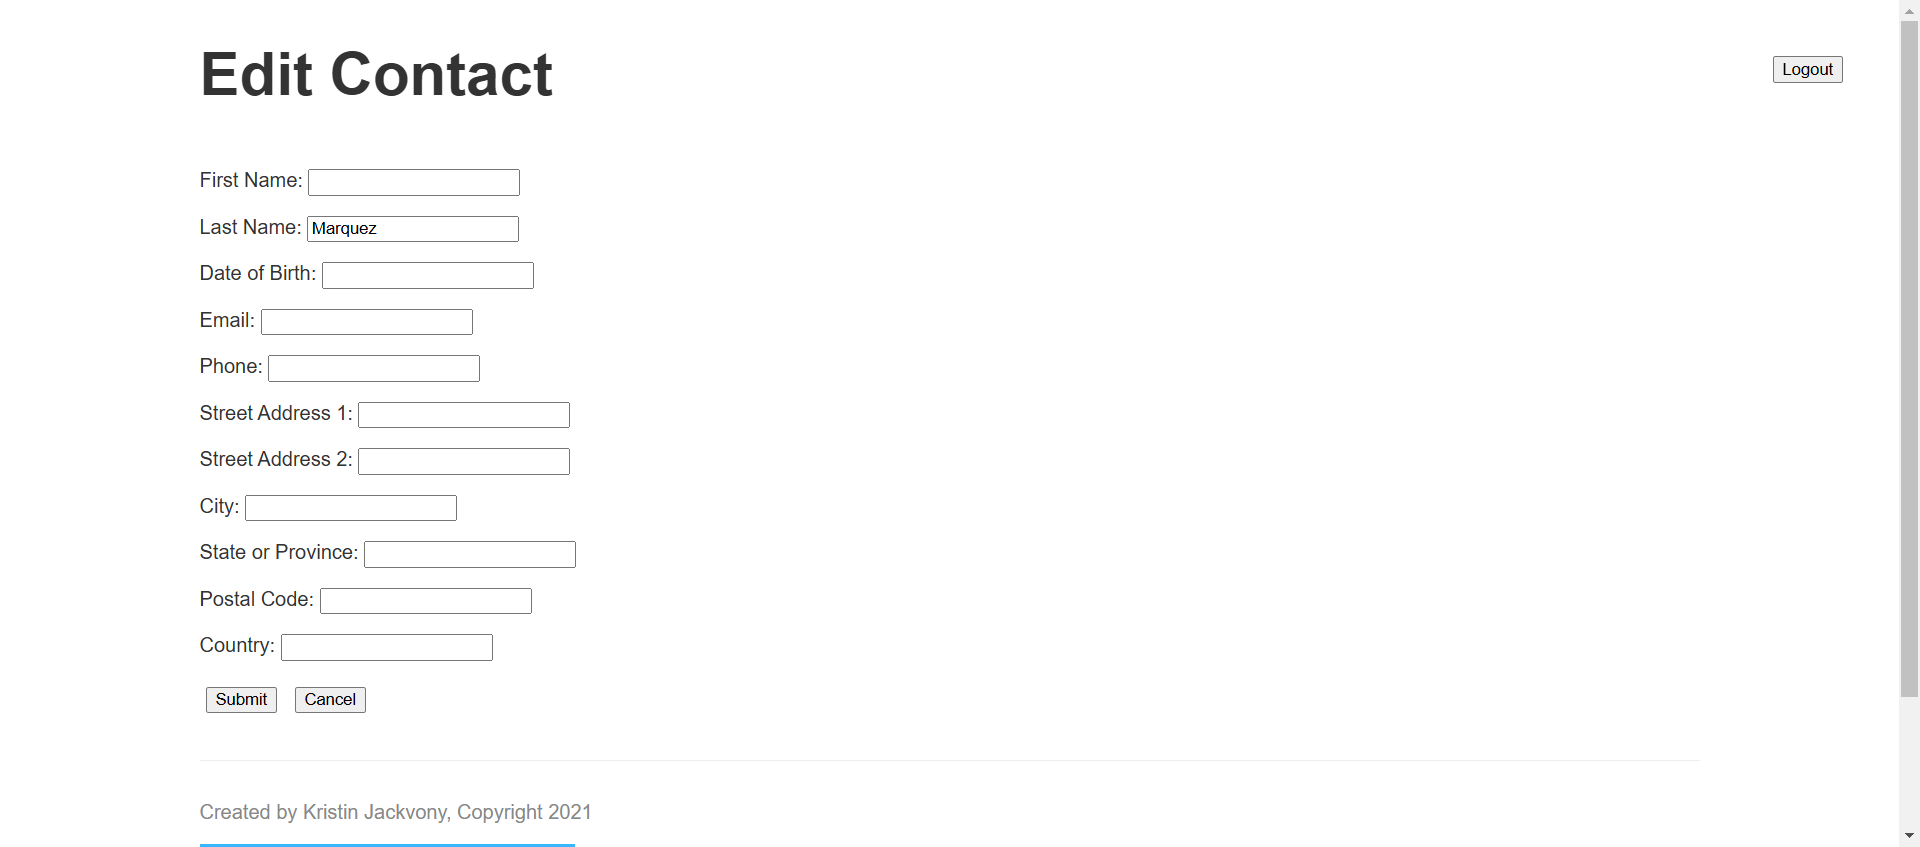 Edit Contact
Logout
First Name:
Last Name: Marquez
Date of Birth:
Email:
Phone:
Street Address 1:
Street Address 2:
City:
State or Province:
Postal Code:
Country:
Submit Cancel
Created by Kristin Jackvony, Copyright 2021